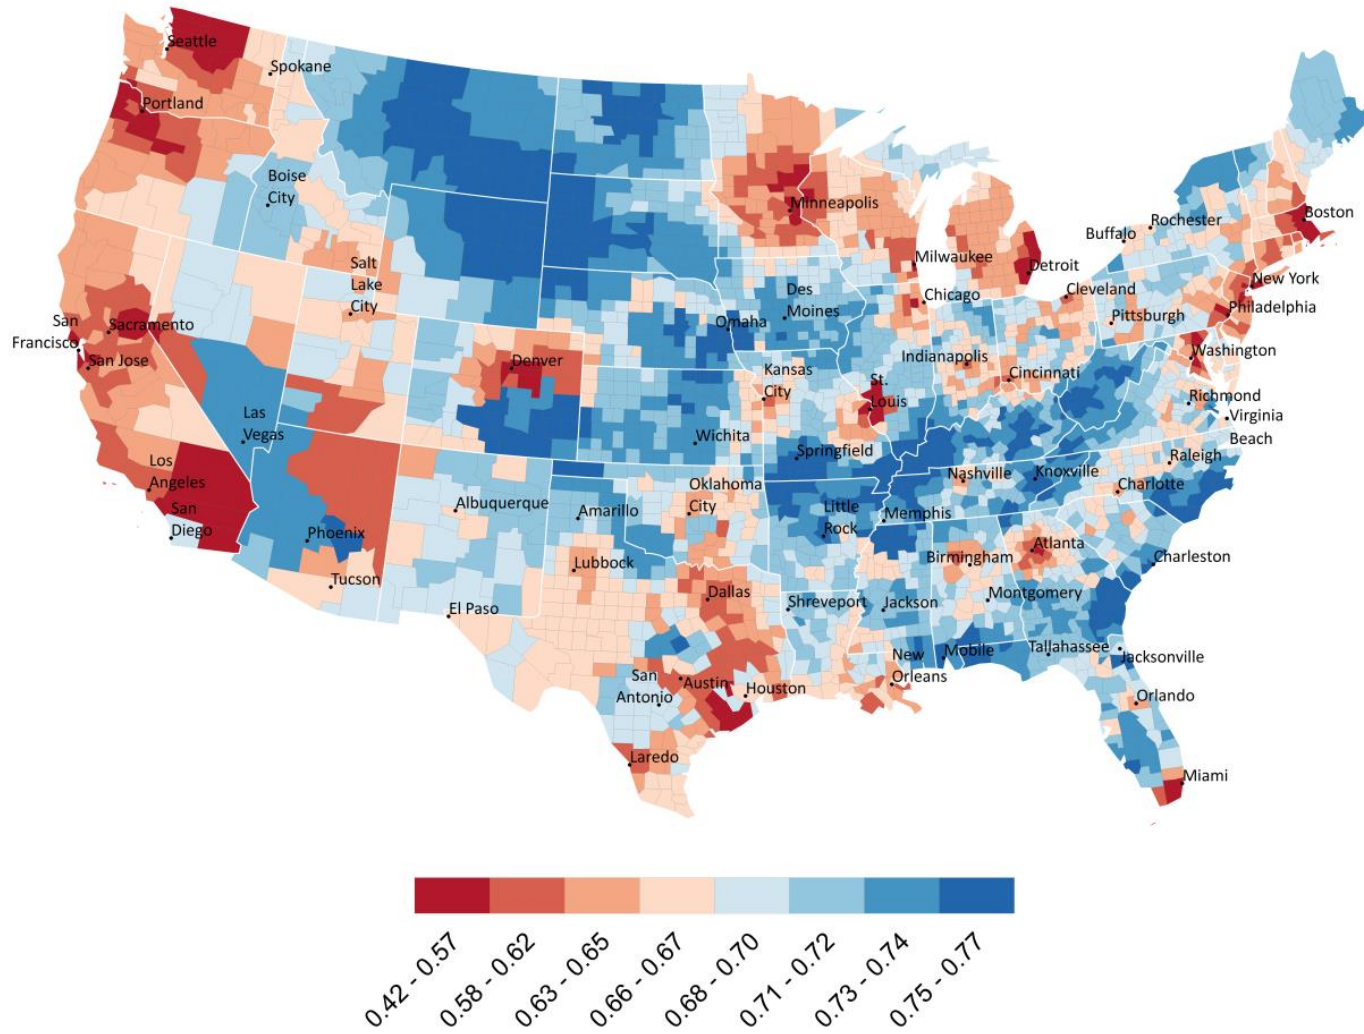 Seattle
Spokane
Portland
Boise
City
Minneapolis
Boston
Rochester
Buffalo
Milwaukee
Detroit
New York
Salt
Lake
City
Des
Moines
Chicago
Cleveland
Philadelphia
Pittsburgh
San
Francisco
Sacramento
San Jose
Omaha
Denver
Indianapolis
Washington
Kansas
City
St.
Louis
Cincinnati
Richmond
Virginia
Beach
Las
Vegas
Wichita
Springfield
Nashville
Knoxville
Raleigh
Los
Angeles
Oklahoma
City
Charlotte
Albuquerque
Amarillo
Little
Rock
Memphis
San
Diego
Phoenix
Birmingham
Atlanta
Charleston
Tucson
Lubbock
Dallas
Shreveport
Jackson
Montgomery
El Paso
New
Orleans
Mobile
Tallahassee
Jacksonville
San
Antonio
Austin
Houston
Orlando
Laredo
Miami
0.42 - 0.57
0.58 - 0.62
0.63 - 0.65
0.66 - 0.67
0.68 - 0.70
0.71 - 0.72
0.73 - 0.74
0.75 - 0.77